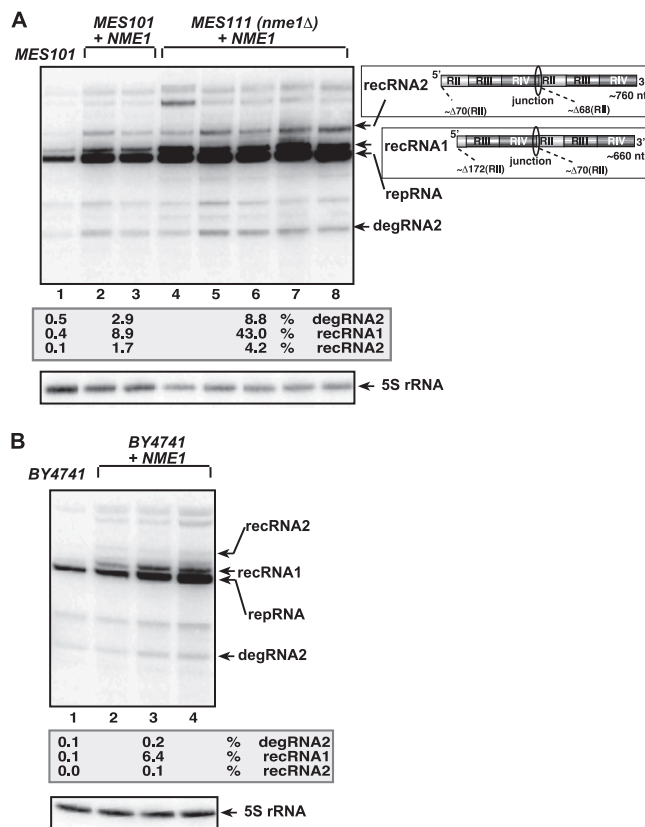 A
MES101 + NME1
MES111 (nme1Δ) + NME1
MES101
recRNA2
5' RII RIII RIV RII RIII RIV 3'
junction ~760 nt
~Δ70(RII) ~Δ68(RII)
recRNA1
5' RIII RIV RII RIII RIV 3'
junction ~660 nt
~Δ172(RII) ~Δ70(RII)
repRNA
degRNA2
1 2 3 4 5 6 7 8
0.5 2.9 8.8 % degRNA2
0.4 8.9 43.0 % recRNA1
0.1 1.7 4.2 % recRNA2
5S rRNA
B
BY4741
+ NME1
BY4741
recRNA2
recRNA1
repRNA
degRNA2
1 2 3 4
0.1 0.2 % degRNA2
0.1 6.4 % recRNA1
0.0 0.1 % recRNA2
5S rRNA